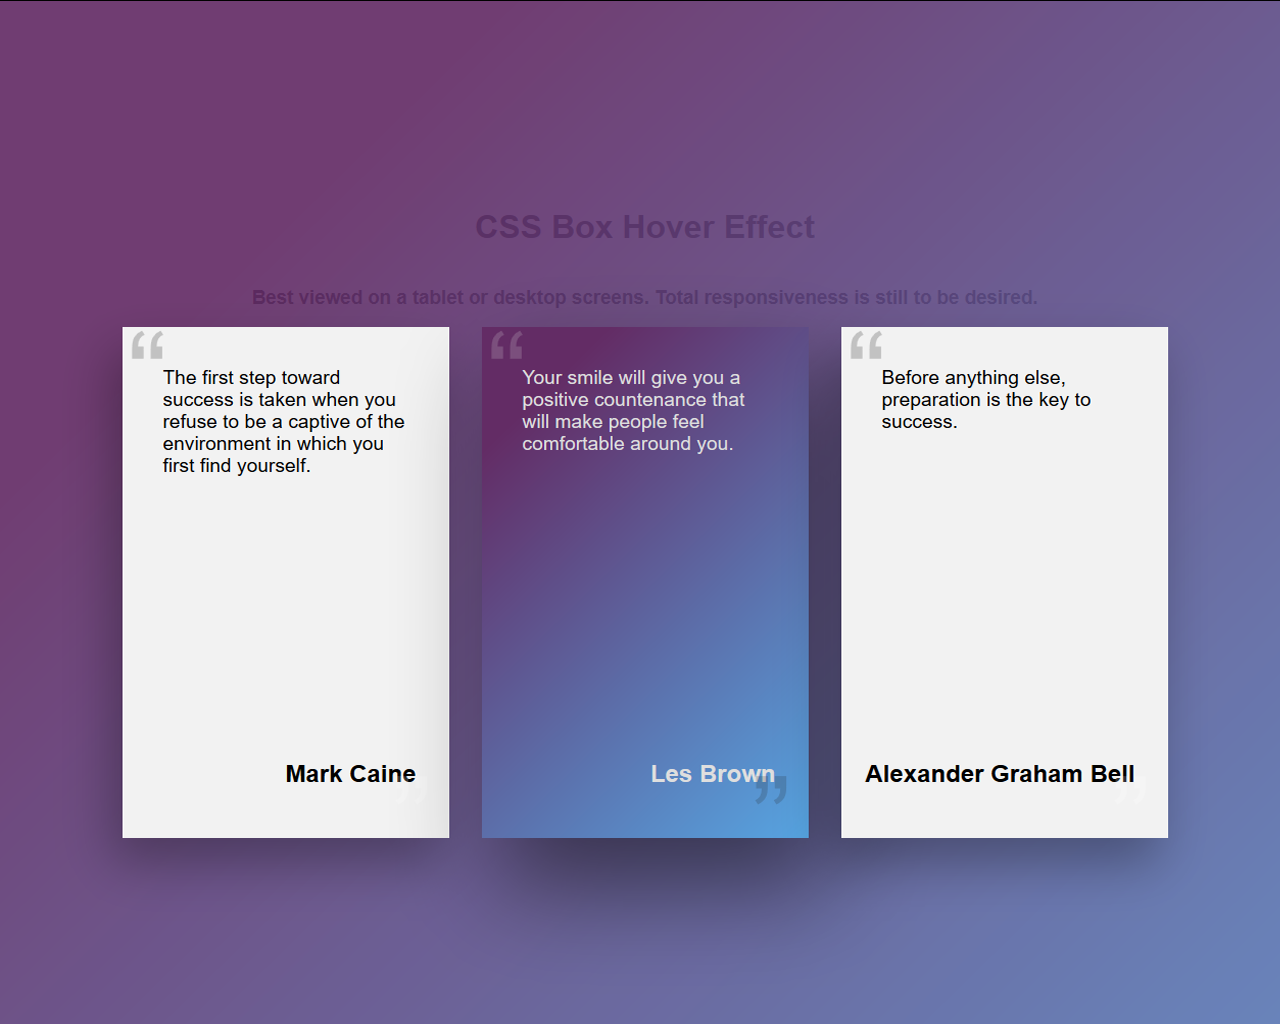 CSS Box Hover Effect
Best viewed on a tablet or desktop screens. Total responsiveness is still to be desired.
“
The first step toward
success is taken when you
refuse to be a captive of the
environment in which you
first find yourself.
Mark Caine
”
“
Your smile will give you a
positive countenance that
will make people feel
comfortable around you.
Les Brown
”
“
Before anything else,
preparation is the key to
success.
Alexander Graham Bell
”